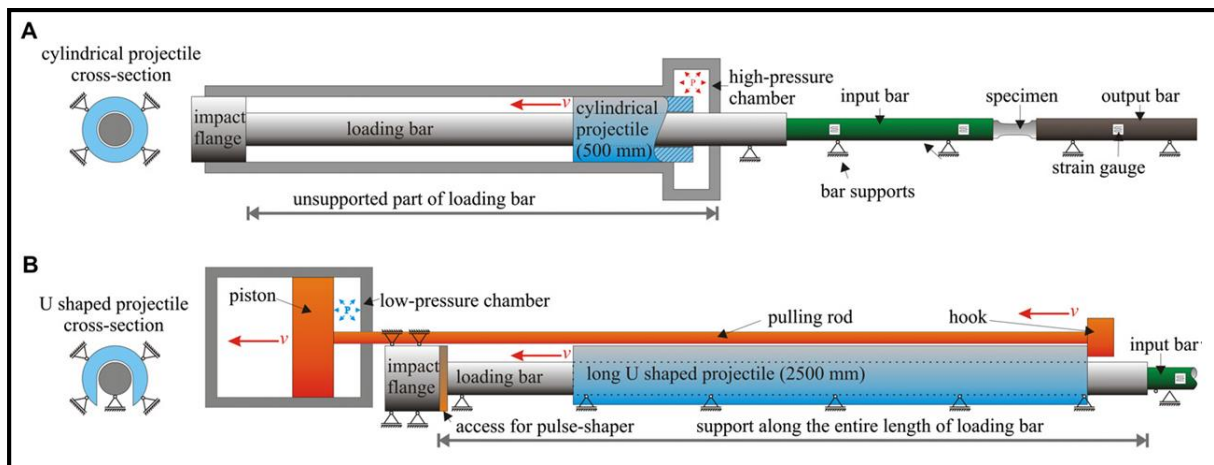 A
cylindrical projectile
cross-section
impact
flange
loading bar
v
cylindrical
projectile
(500 mm)
P
high-pressure
chamber
input bar
specimen
output bar
strain gauge
bar supports
unsupported part of loading bar
B
U shaped projectile
cross-section
piston
v
P
low-pressure chamber
pulling rod
v
hook
input bar
impact
flange
loading bar
v
long U shaped projectile (2500 mm)
access for pulse-shaper
support along the entire length of loading bar